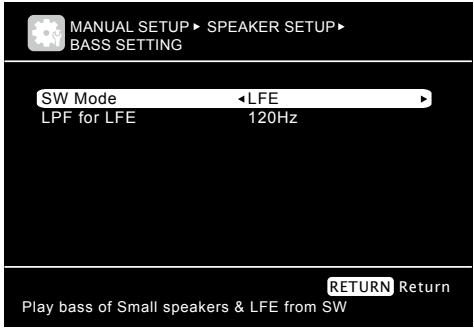 MANUAL SETUP▸ SPEAKER SETUP▸
BASS SETTING
SW Mode ◂LFE ▸
LPF for LFE 120Hz
RETURN Return
Play bass of Small speakers & LFE from SW